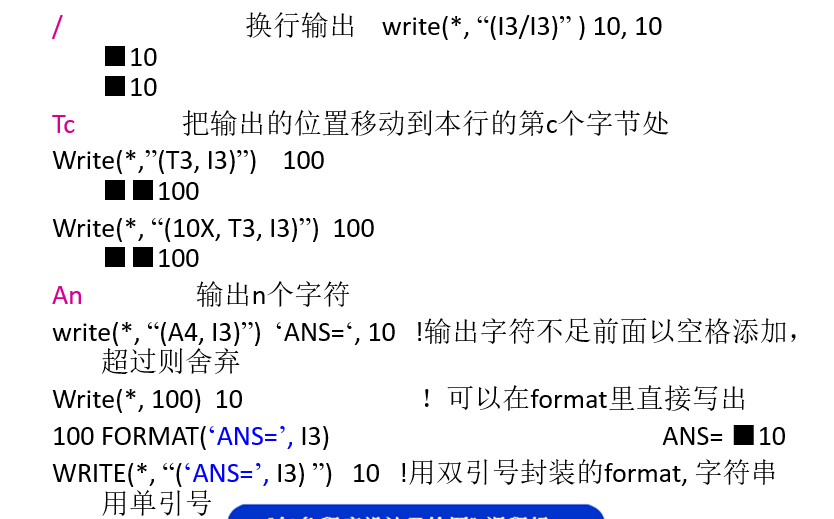 / 换行输出 write(*, “(I3/I3)” ) 10, 10
■10
■10
Tc 把输出的位置移动到本行的第c个字节处
Write(*,”(T3, I3)”) 100
■■100
Write(*, “(10X, T3, I3)”) 100
■■100
An 输出n个字符
write(*, “(A4, I3)”) ‘ANS=‘, 10 !输出字符不足前面以空格添加，
超过则舍弃
Write(*, 100) 10 ! 可以在format里直接写出
100 FORMAT(‘ANS=’, I3) ANS= ■10
WRITE(*, “(‘ANS=’, I3) ”) 10 !用双引号封装的format, 字符串
用单引号